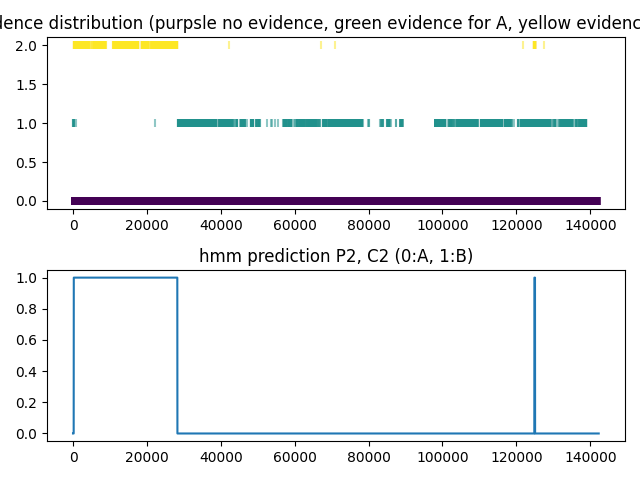 dence distribution (purpsle no evidence, green evidence for A, yellow evidenc
2.0
1.5
1.0
0.5
0.0
0 20000 40000 60000 80000 100000 120000 140000
hmm prediction P2, C2 (0:A, 1:B)
1.0
0.8
0.6
0.4
0.2
0.0
0 20000 40000 60000 80000 100000 120000 140000